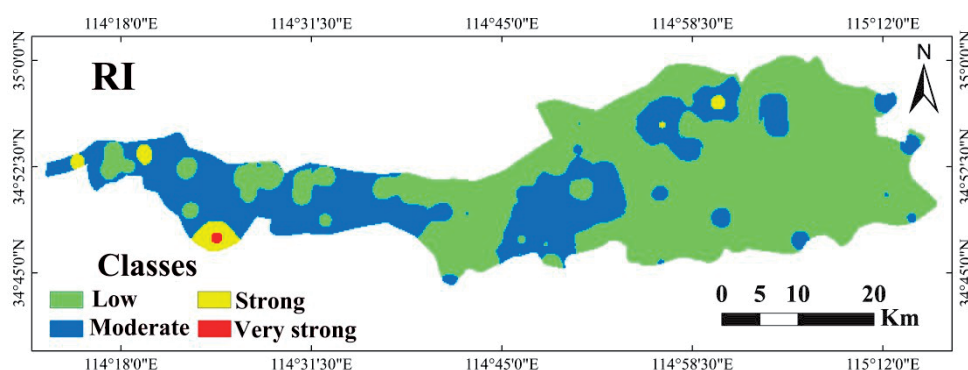 114°18'0"E 114°31'30"E 114°45'0"E 114°58'30"E 115°12'0"E
35°0'0"N 35°0'0"N
RI
N
34°52'30"N 34°52'30"N
34°45'0"N 34°45'0"N
Classes
Low Strong
Moderate Very strong
0 5 10 20
Km
114°18'0"E 114°31'30"E 114°45'0"E 114°58'30"E 115°12'0"E